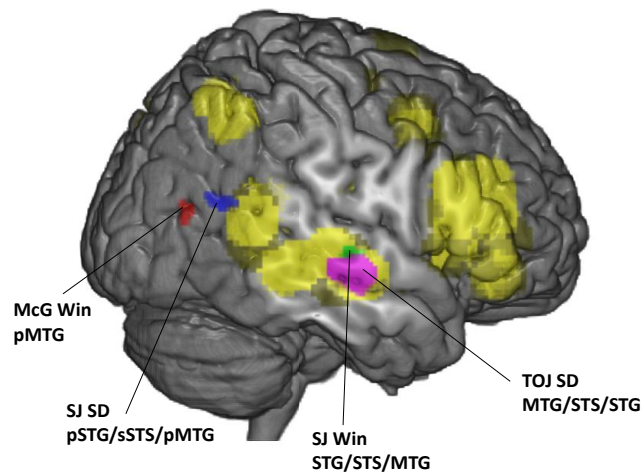 McG Win
pMTG
SJ SD
pSTG/sSTS/pMTG
SJ Win
STG/STS/MTG
TOJ SD
MTG/STS/STG